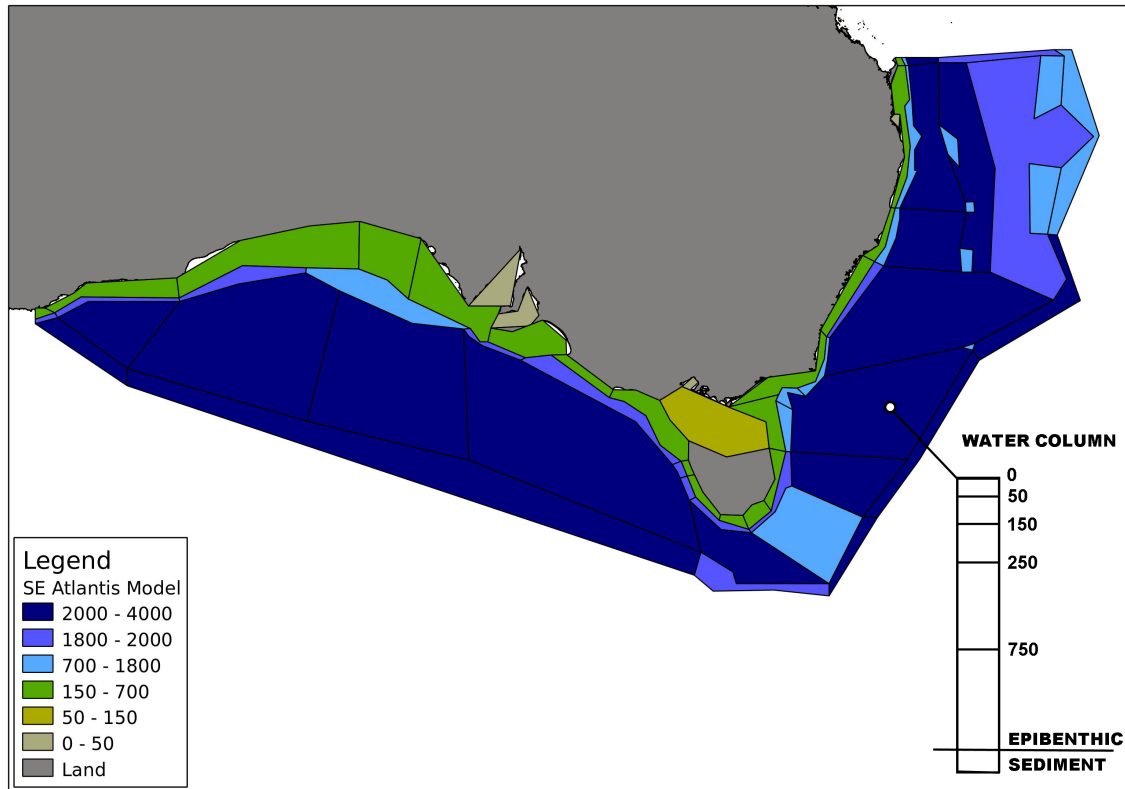 WATER COLUMN
0
50
150
250
750
EPIBENTHIC
SEDIMENT
Legend
SE Atlantis Model
2000 - 4000
1800 - 2000
700 - 1800
150 - 700
50 - 150
0 - 50
Land